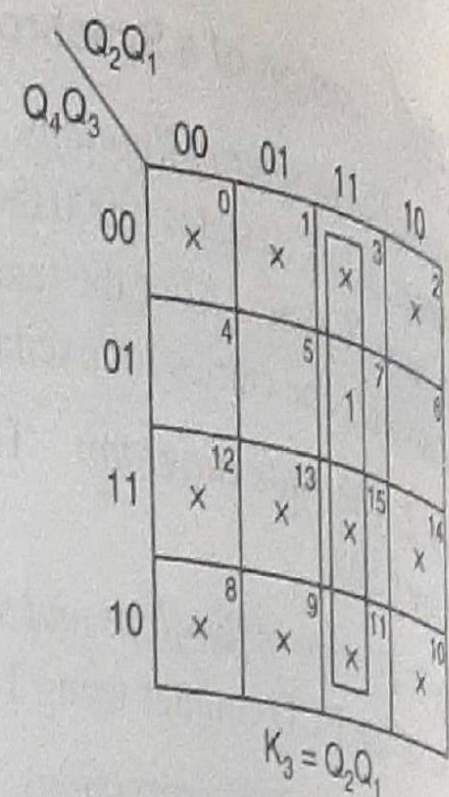 Q₂Q₁
Q₄Q₃
00 01 11 10
00 x 0 x 1 x 3 x 2
01 4 5 1 7 6
11 x 12 x 13 x 15 x 14
10 x 8 x 9 x 11 x 10
K₃ = Q₂Q₁